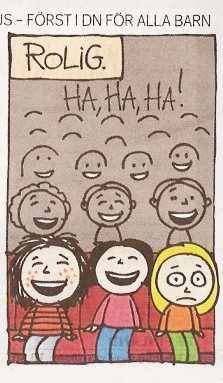 US – FÖRST I DN FÖR ALLA BARN
ROLIG.
HA, HA, HA!